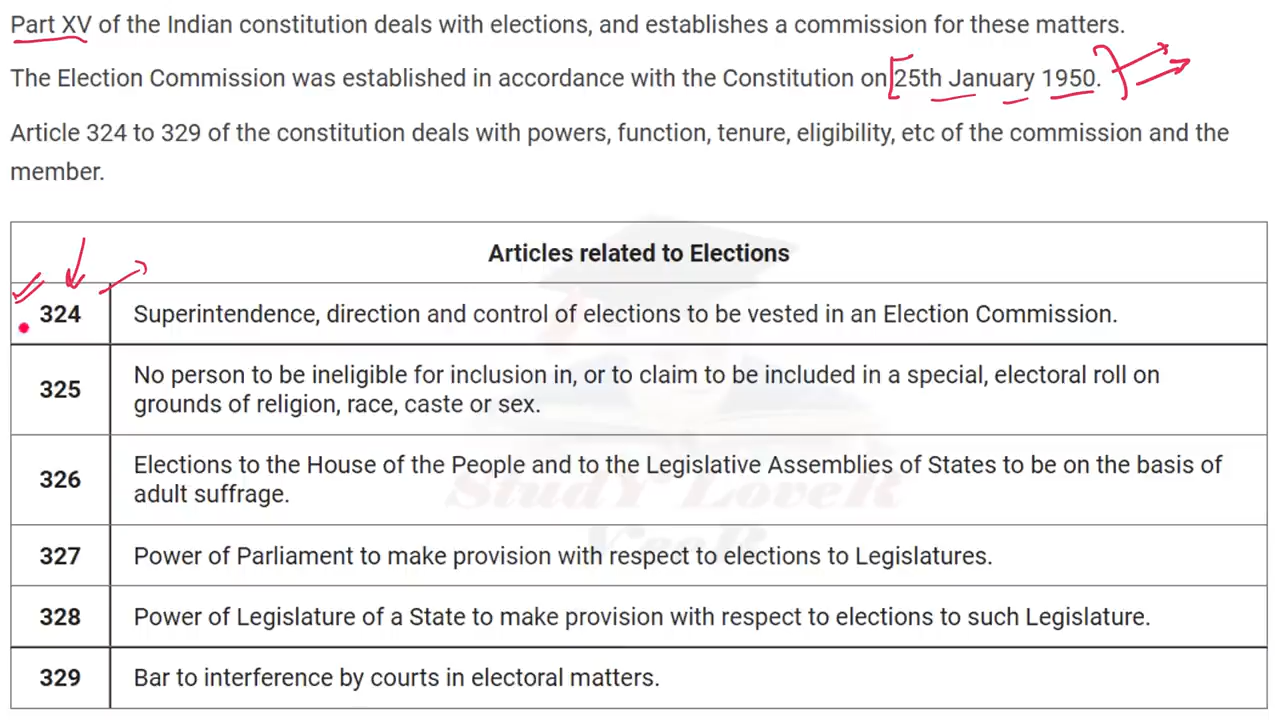 Part XV of the Indian constitution deals with elections, and establishes a commission for these matters.
The Election Commission was established in accordance with the Constitution on 25th January 1950.
Article 324 to 329 of the constitution deals with powers, function, tenure, eligibility, etc of the commission and the
member.
Articles related to Elections
324 Superintendence, direction and control of elections to be vested in an Election Commission.
325 No person to be ineligible for inclusion in, or to claim to be included in a special, electoral roll on
grounds of religion, race, caste or sex.
326 Elections to the House of the People and to the Legislative Assemblies of States to be on the basis of
adult suffrage.
StudY LoveR
VeeR
327 Power of Parliament to make provision with respect to elections to Legislatures.
328 Power of Legislature of a State to make provision with respect to elections to such Legislature.
329 Bar to interference by courts in electoral matters.